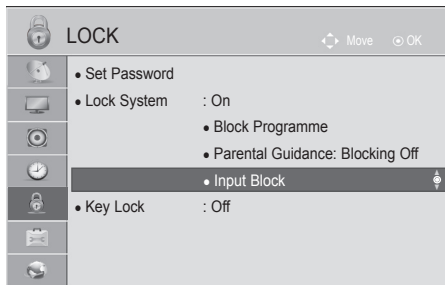 LOCK
Move OK
• Set Password
• Lock System : On
• Block Programme
• Parental Guidance: Blocking Off
• Input Block
• Key Lock : Off